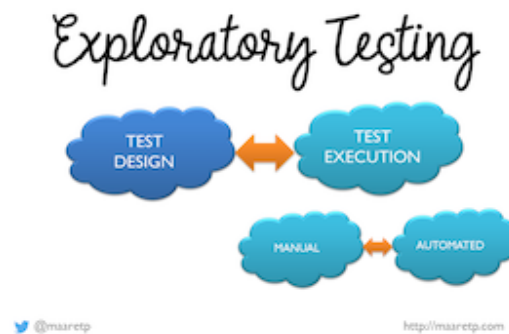 Exploratory Testing
TEST
DESIGN
TEST
EXECUTION
MANUAL
AUTOMATED
@maaretp
http://maaretp.com